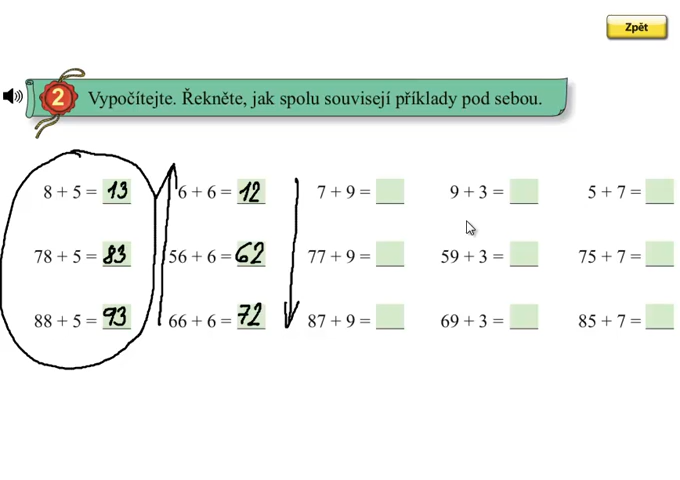 Zpět
2 Vypočítejte. Řekněte, jak spolu souvisejí příklady pod sebou.
8 + 5 = 13 6 + 6 = 12 7 + 9 = 9 + 3 = 5 + 7 =
78 + 5 = 83 56 + 6 = 62 77 + 9 = 59 + 3 = 75 + 7 =
88 + 5 = 93 66 + 6 = 72 87 + 9 = 69 + 3 = 85 + 7 =